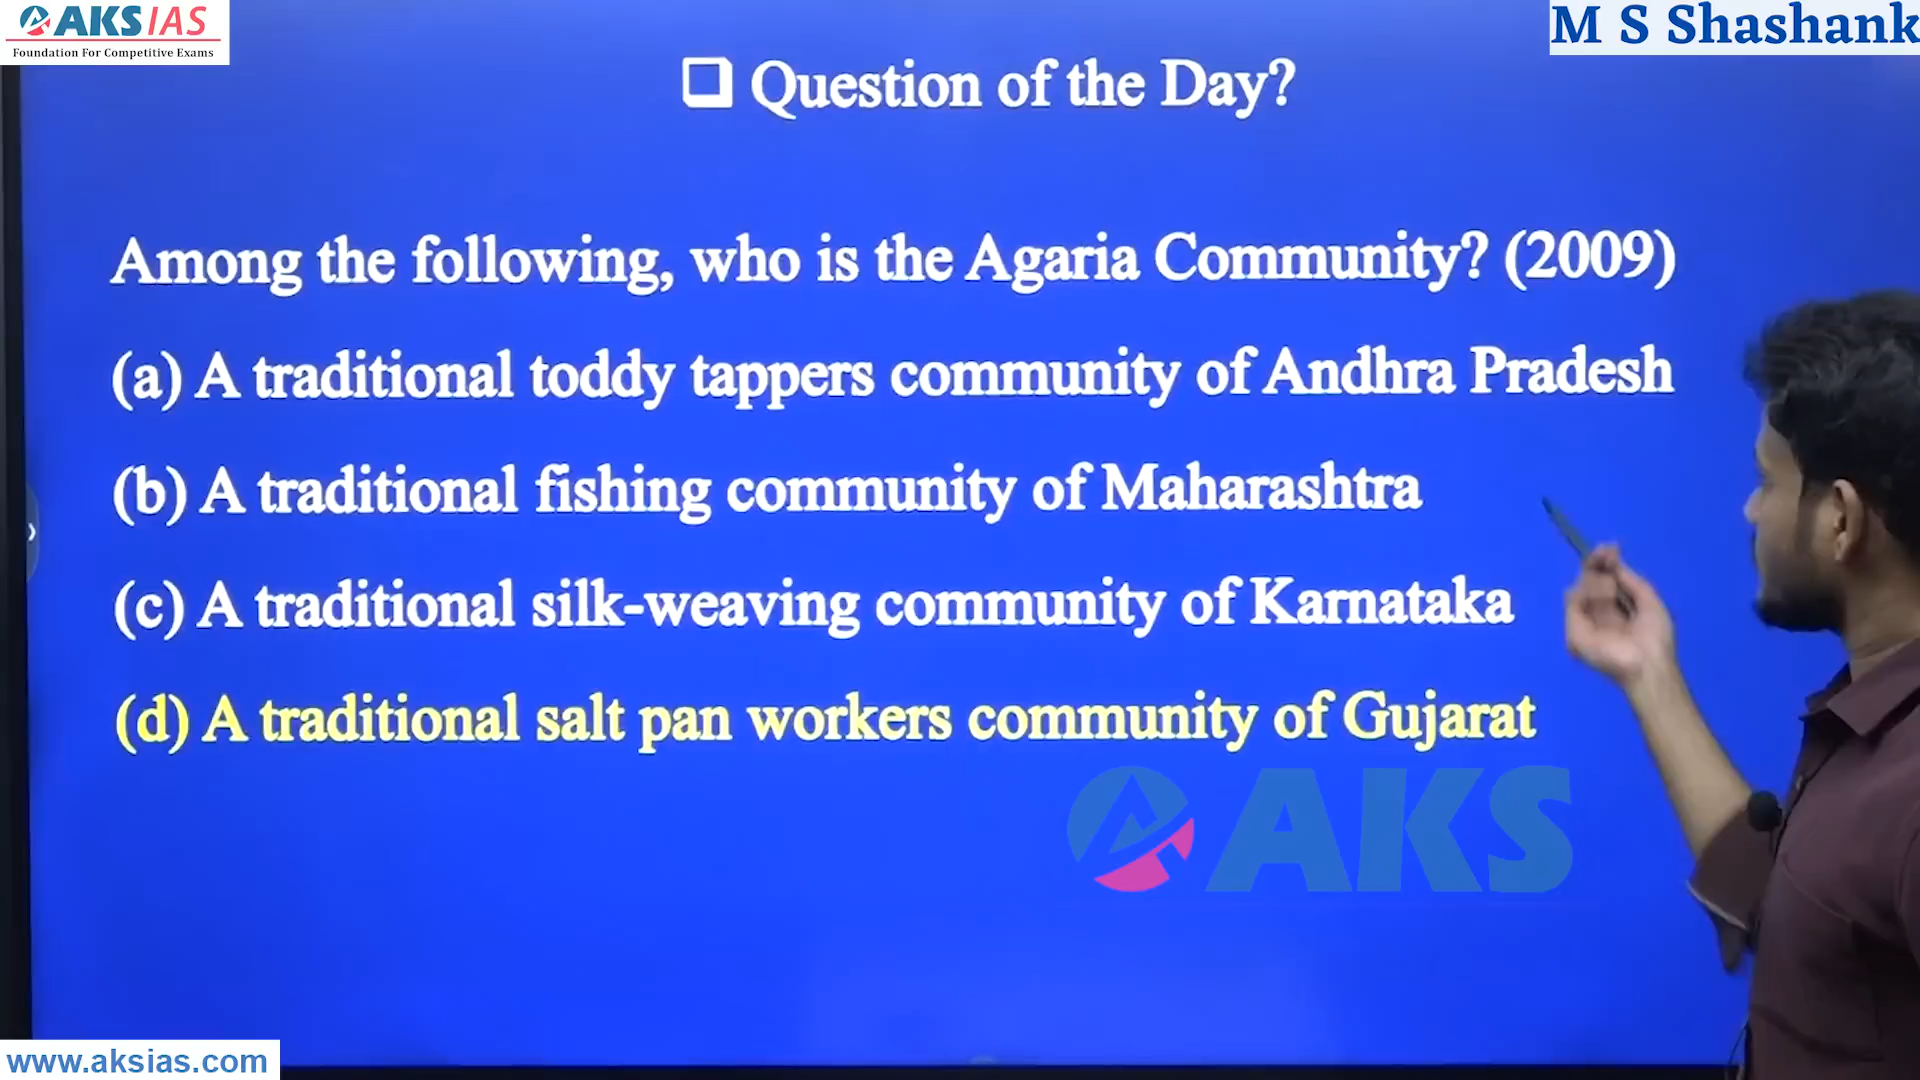 AKS IAS
Foundation For Competitive Exams
M S Shashank
Question of the Day?
Among the following, who is the Agaria Community? (2009)
(a) A traditional toddy tappers community of Andhra Pradesh
(b) A traditional fishing community of Maharashtra
(c) A traditional silk-weaving community of Karnataka
(d) A traditional salt pan workers community of Gujarat
AKS
www.aksias.com